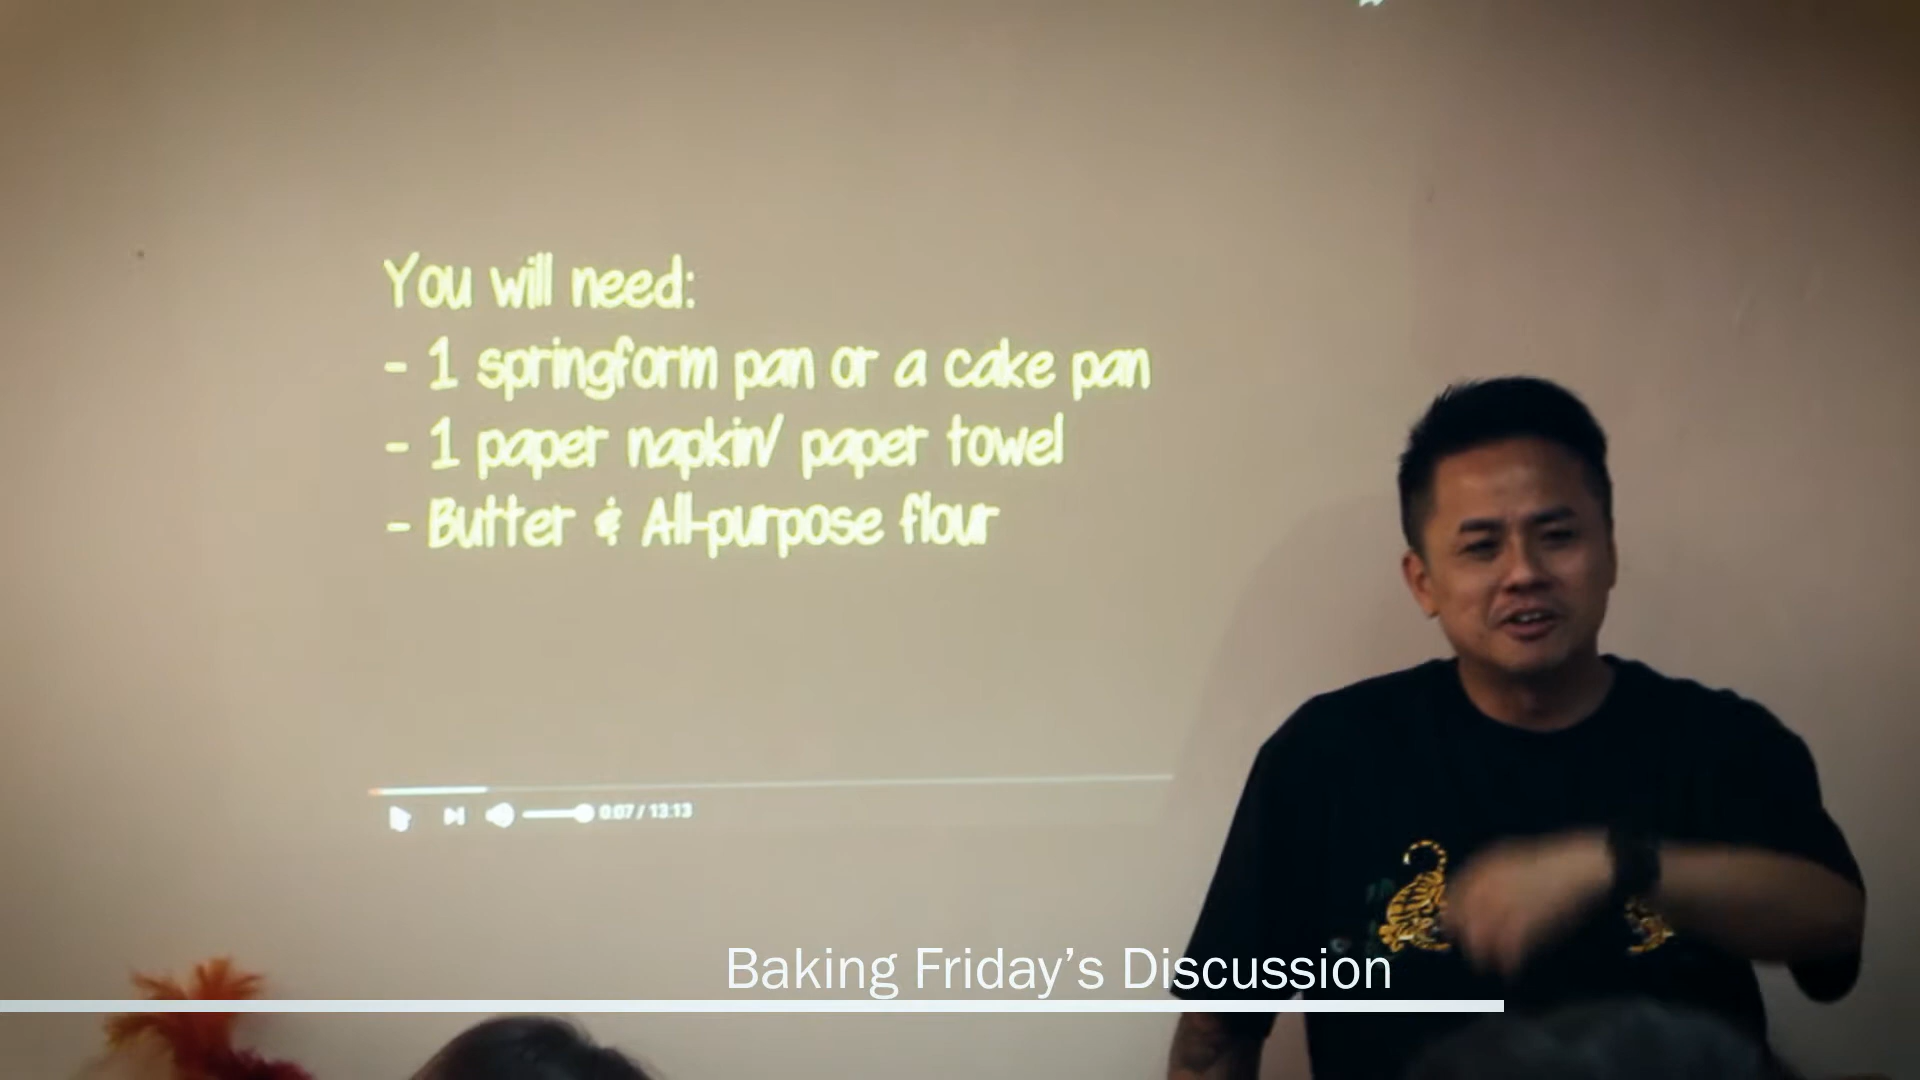 You will need:
- 1 springform pan or a cake pan
- 1 paper napkin/ paper towel
- Butter & All-purpose flour
0:07 / 13:13
Baking Friday’s Discussion